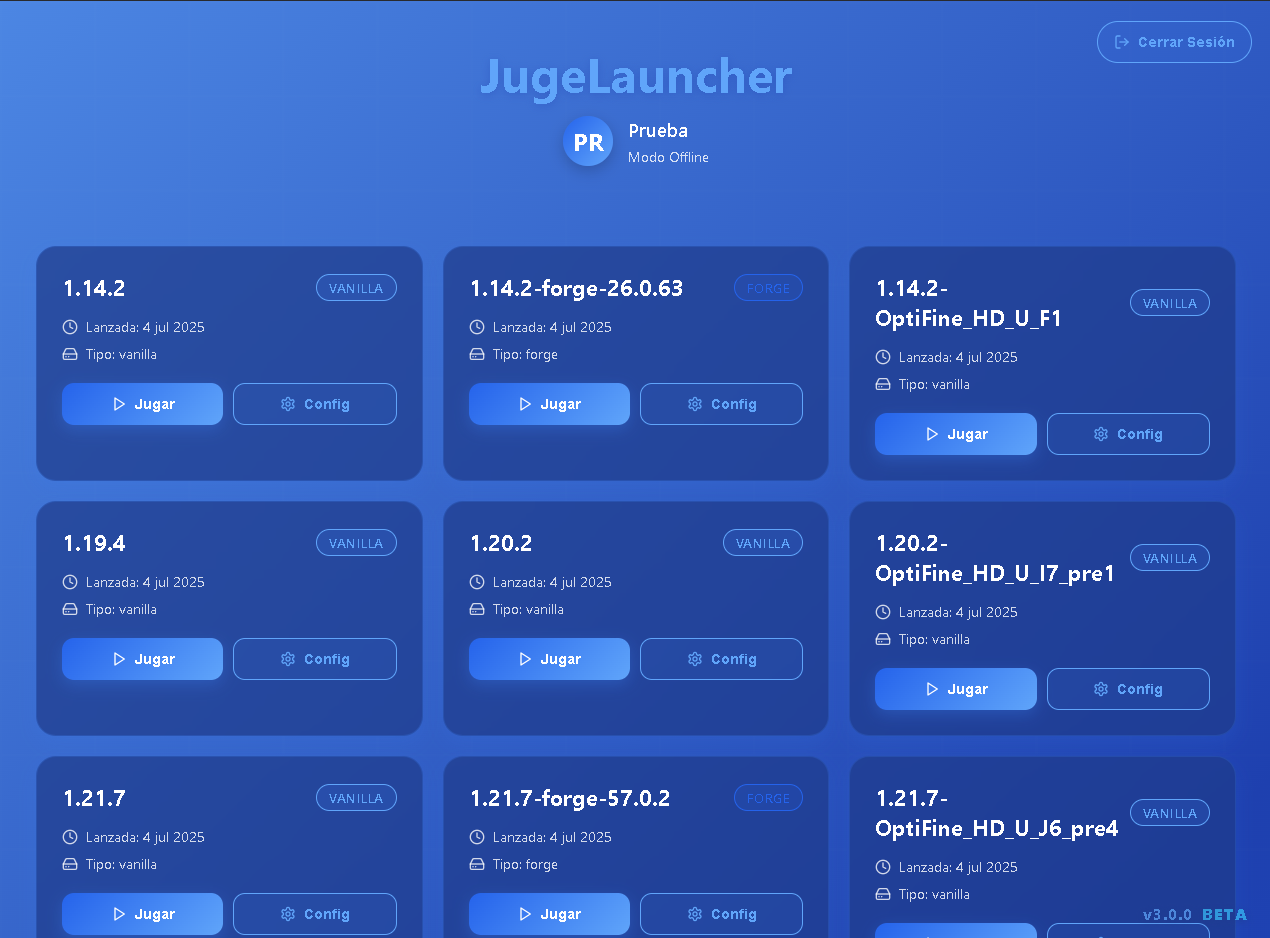 Cerrar Sesión
JugeLauncher
PR
Prueba
Modo Offline
1.14.2
VANILLA
Lanzada: 4 jul 2025
Tipo: vanilla
Jugar
Config
1.14.2-forge-26.0.63
FORGE
Lanzada: 4 jul 2025
Tipo: forge
Jugar
Config
1.14.2-
OptiFine_HD_U_F1
VANILLA
Lanzada: 4 jul 2025
Tipo: vanilla
Jugar
Config
1.19.4
VANILLA
Lanzada: 4 jul 2025
Tipo: vanilla
Jugar
Config
1.20.2
VANILLA
Lanzada: 4 jul 2025
Tipo: vanilla
Jugar
Config
1.20.2-
OptiFine_HD_U_I7_pre1
VANILLA
Lanzada: 4 jul 2025
Tipo: vanilla
Jugar
Config
1.21.7
VANILLA
Lanzada: 4 jul 2025
Tipo: vanilla
Jugar
Config
1.21.7-forge-57.0.2
FORGE
Lanzada: 4 jul 2025
Tipo: forge
Jugar
Config
1.21.7-
OptiFine_HD_U_J6_pre4
VANILLA
Lanzada: 4 jul 2025
Tipo: vanilla
v3.0.0 BETA